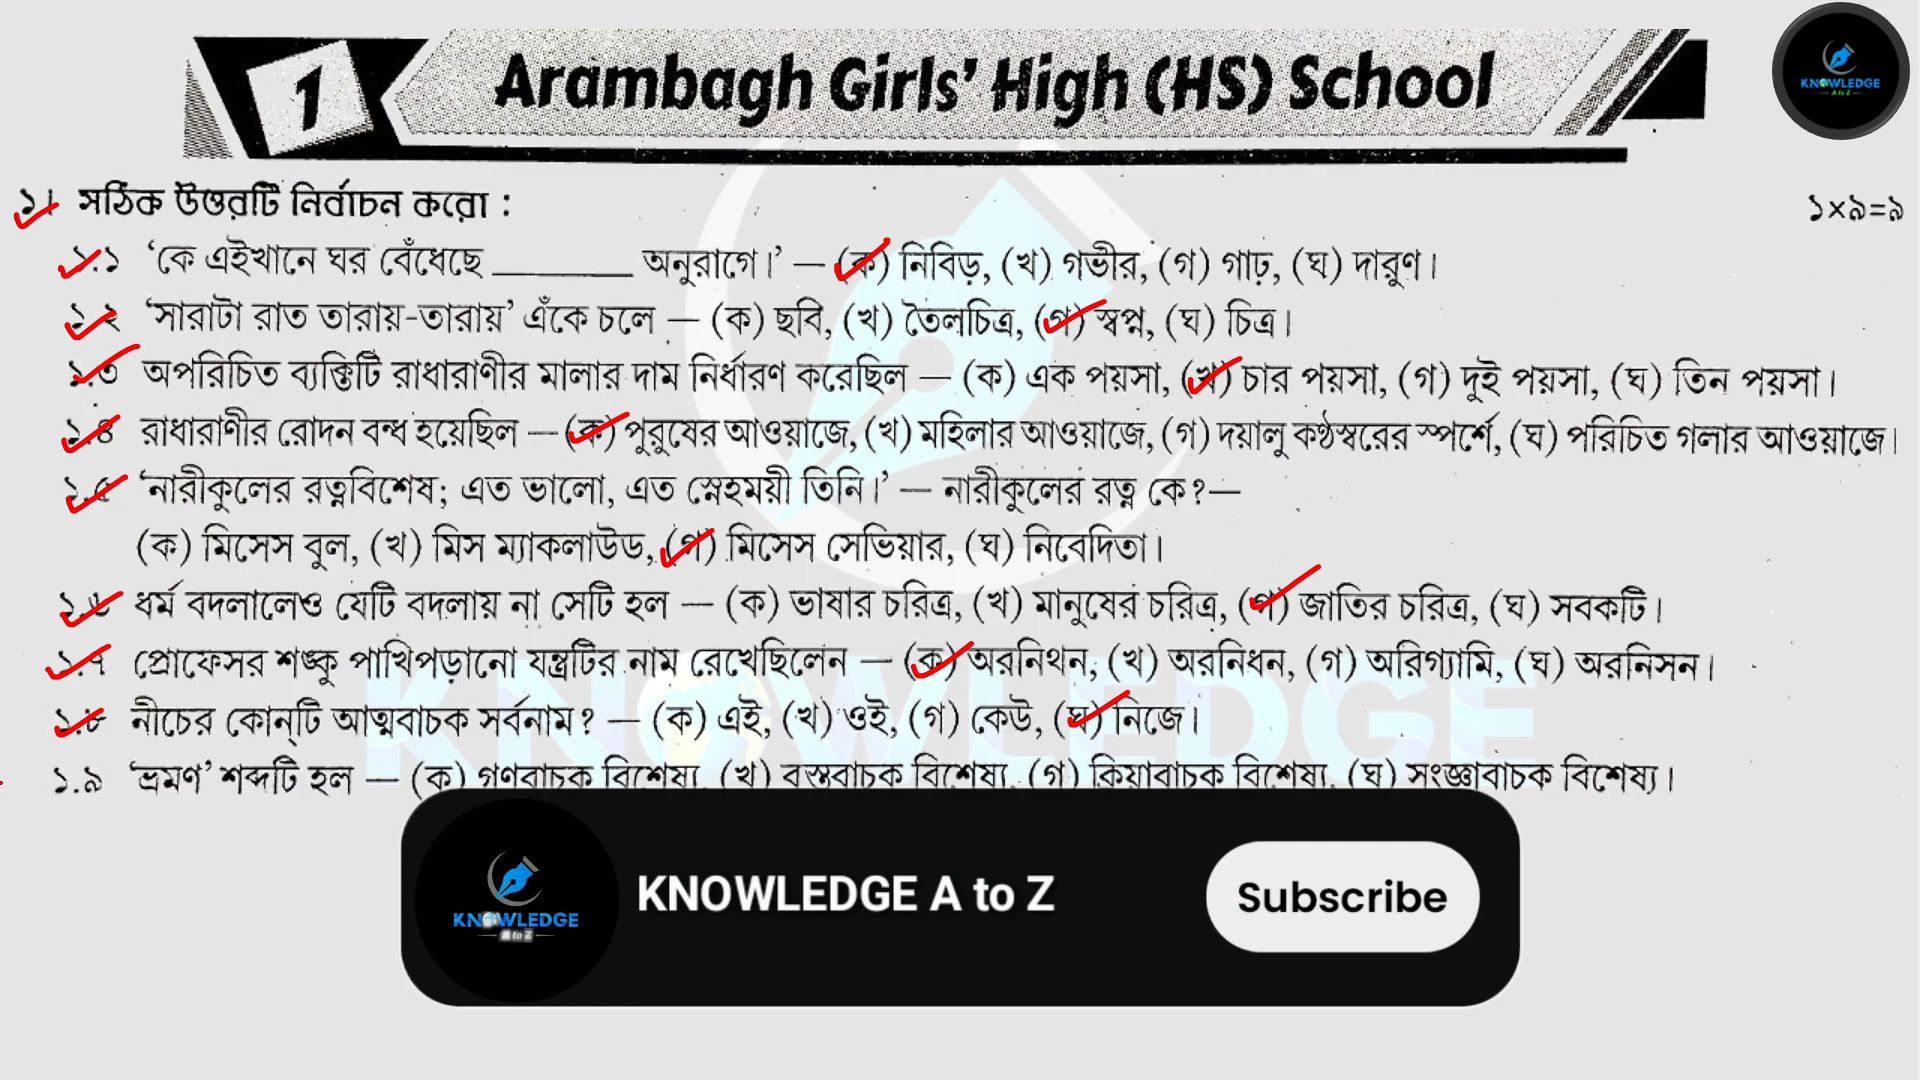 1 Arambagh Girls' High (HS) School
KNOWLEDGE
A to Z
১। সঠিক উত্তরটি নির্বাচন করো : ১×৯=৯
১.১ ‘কে এইখানে ঘর বেঁধেছে ________ অনুরাগে।’ — (ক) নিবিড়, (খ) গভীর, (গ) গাঢ়, (ঘ) দারুণ।
১.২ ‘সারাটা রাত তারায়-তারায়’ এঁকে চলে — (ক) ছবি, (খ) তৈলচিত্র, (গ) স্বপ্ন, (ঘ) চিত্র।
১.৩ অপরিচিত ব্যক্তিটি রাধারাণীর মালার দাম নির্ধারণ করেছিল — (ক) এক পয়সা, (খ) চার পয়সা, (গ) দুই পয়সা, (ঘ) তিন পয়সা।
১.৪ রাধারাণীর রোদন বন্ধ হয়েছিল — (ক) পুরুষের আওয়াজে, (খ) মহিলার আওয়াজে, (গ) দয়ালু কণ্ঠস্বরের স্পর্শে, (ঘ) পরিচিত গলার আওয়াজে।
১.৫ ‘নারীকুলের রত্নবিশেষ; এত ভালো, এত স্নেহময়ী তিনি।’ — নারীকুলের রত্ন কে?—
(ক) মিসেস বুল, (খ) মিস ম্যাকলাউড, (গ) মিসেস সেভিয়ার, (ঘ) নিবেদিতা।
১.৬ ধর্ম বদলালেও যেটি বদলায় না সেটি হল — (ক) ভাষার চরিত্র, (খ) মানুষের চরিত্র, (গ) জাতির চরিত্র, (ঘ) সবকটি।
১.৭ প্রোফেসর শঙ্কু পাখিপড়ানো যন্ত্রটির নাম রেখেছিলেন — (ক) অরনিথন, (খ) অরনিধন, (গ) অরিগ্যামি, (ঘ) অরনিসন।
১.৮ নীচের কোন্‌টি আত্মবাচক সর্বনাম? — (ক) এই, (খ) ওই, (গ) কেউ, (ঘ) নিজে।
১.৯ ‘ভ্রমণ’ শব্দটি হল — (ক) গুণবাচক বিশেষ্য, (খ) বস্তুবাচক বিশেষ্য, (গ) ক্রিয়াবাচক বিশেষ্য, (ঘ) সংজ্ঞাবাচক বিশেষ্য।
KNOWLEDGE
KNOWLEDGE
A to Z
KNOWLEDGE A to Z
Subscribe